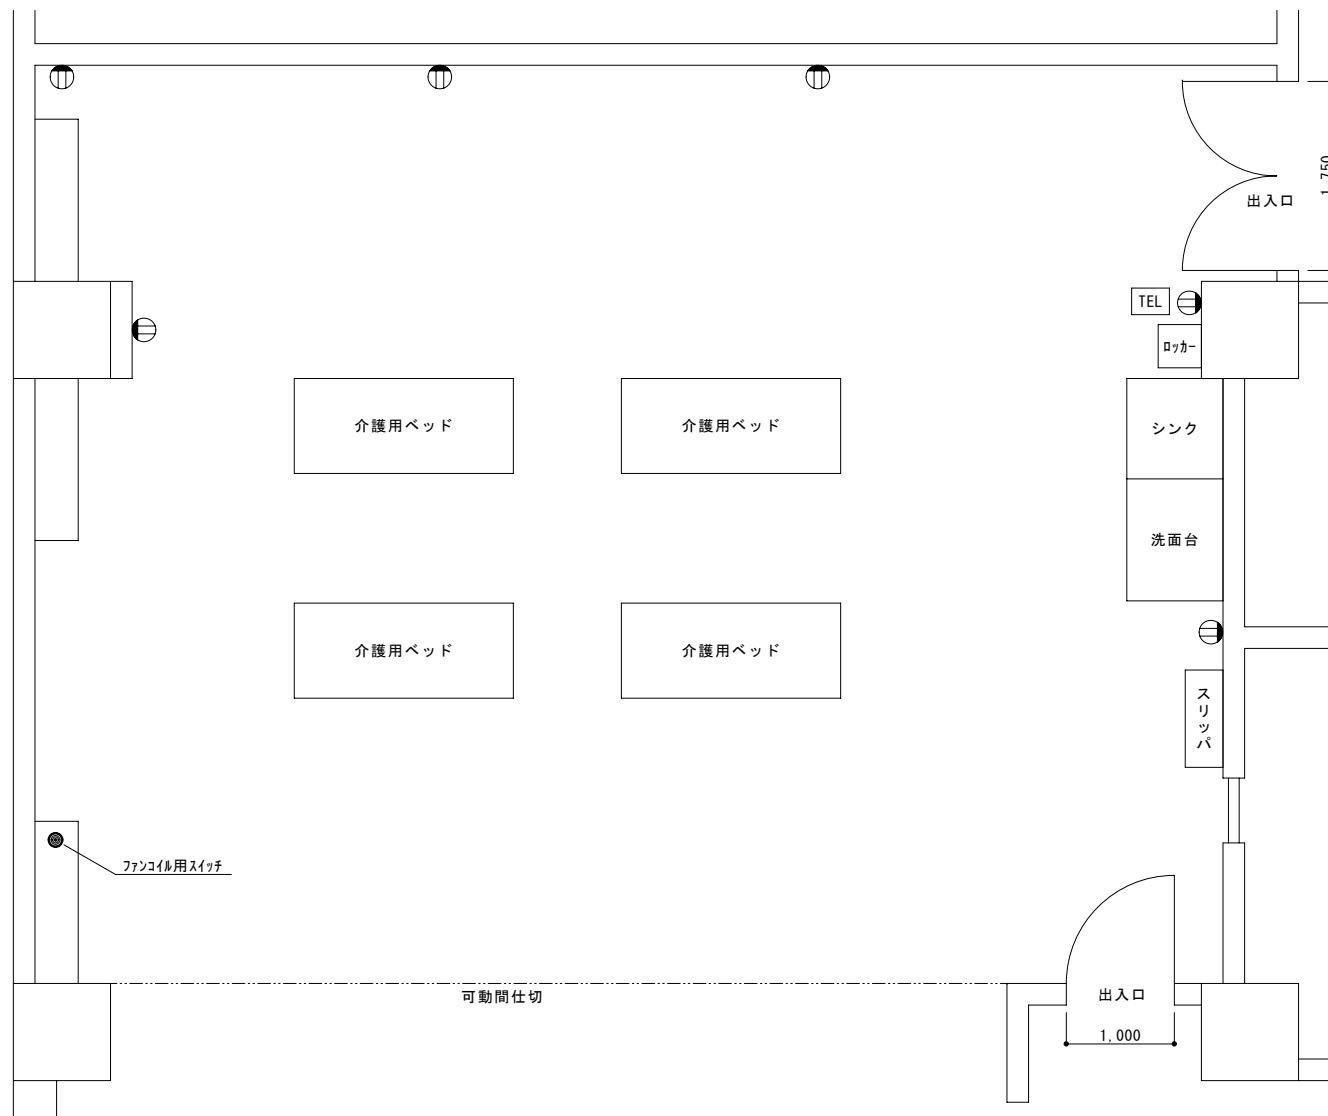 出入口
1,750
TEL
ﾛｯｶｰ
介護用ベッド
介護用ベッド
シンク
洗面台
介護用ベッド
介護用ベッド
スリッパ
ﾌｧﾝｺｲﾙ用ｽｲｯﾁ
可動間仕切
出入口
1,000